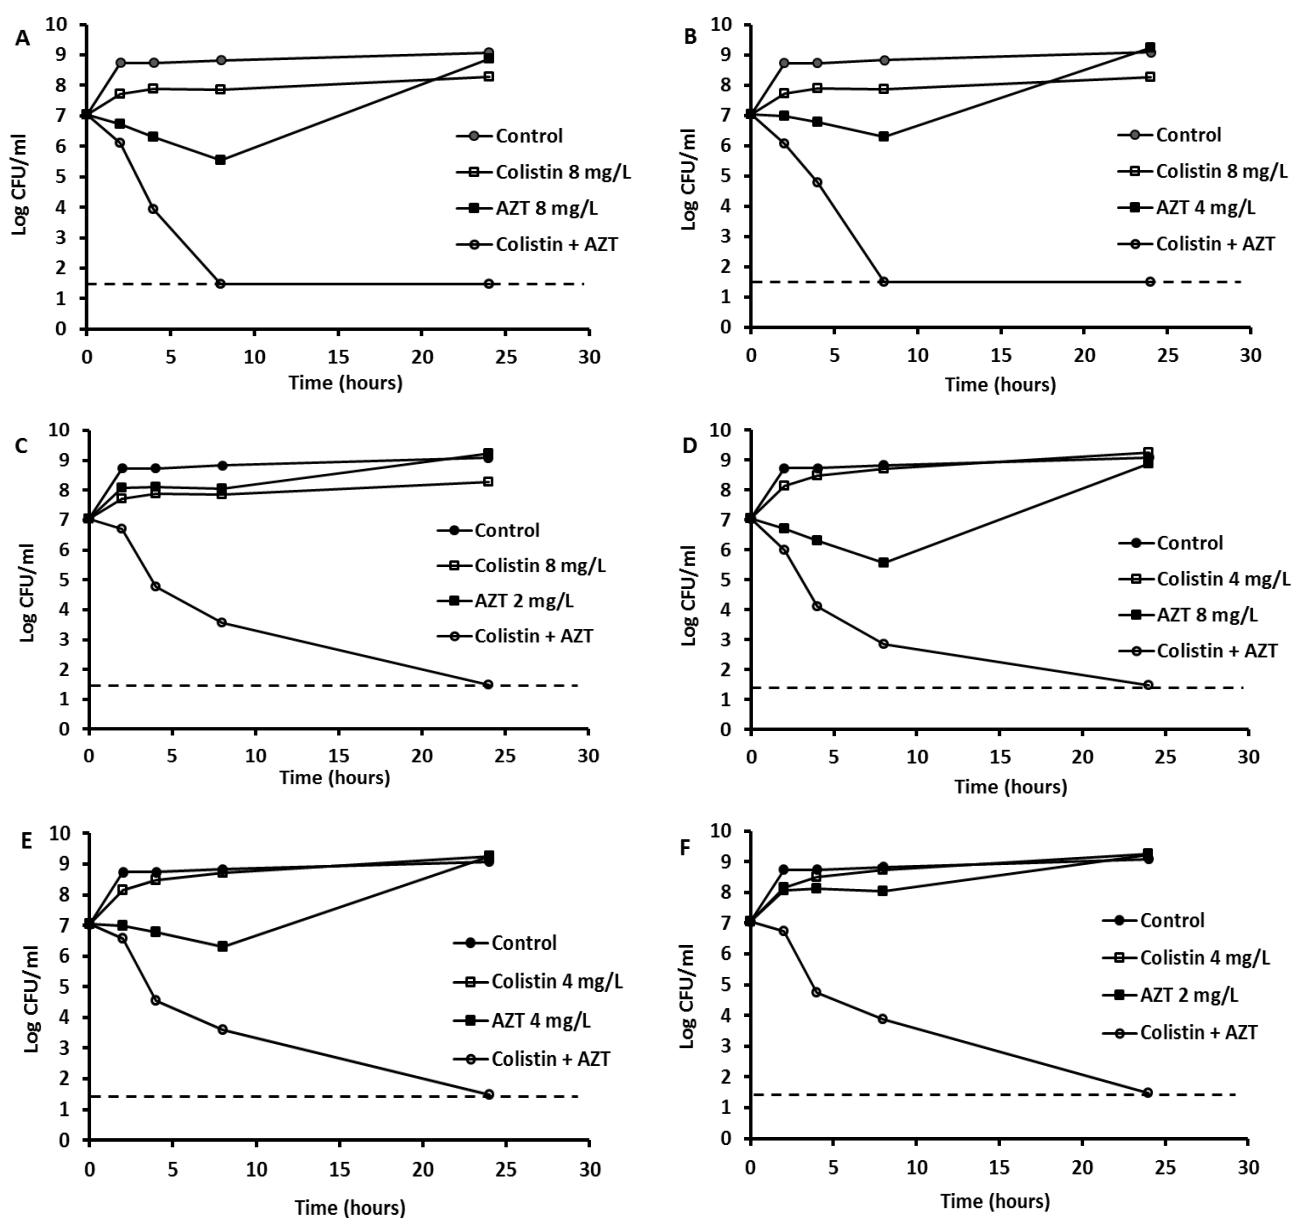 A
10
9
8
7
6
5
4
3
2
1
0
Log CFU/ml
Control
Colistin 8 mg/L
AZT 8 mg/L
Colistin + AZT
0 5 10 15 20 25 30
Time (hours)
B
10
9
8
7
6
5
4
3
2
1
0
Log CFU/ml
Control
Colistin 8 mg/L
AZT 4 mg/L
Colistin + AZT
0 5 10 15 20 25 30
Time (hours)
C
10
9
8
7
6
5
4
3
2
1
0
Log CFU/ml
Control
Colistin 8 mg/L
AZT 2 mg/L
Colistin + AZT
0 5 10 15 20 25 30
Time (hours)
D
10
9
8
7
6
5
4
3
2
1
0
Log CFU/ml
Control
Colistin 4 mg/L
AZT 8 mg/L
Colistin + AZT
0 5 10 15 20 25 30
Time (hours)
E
10
9
8
7
6
5
4
3
2
1
0
Log CFU/ml
Control
Colistin 4 mg/L
AZT 4 mg/L
Colistin + AZT
0 5 10 15 20 25 30
Time (hours)
F
10
9
8
7
6
5
4
3
2
1
0
Log CFU/ml
Control
Colistin 4 mg/L
AZT 2 mg/L
Colistin + AZT
0 5 10 15 20 25 30
Time (hours)